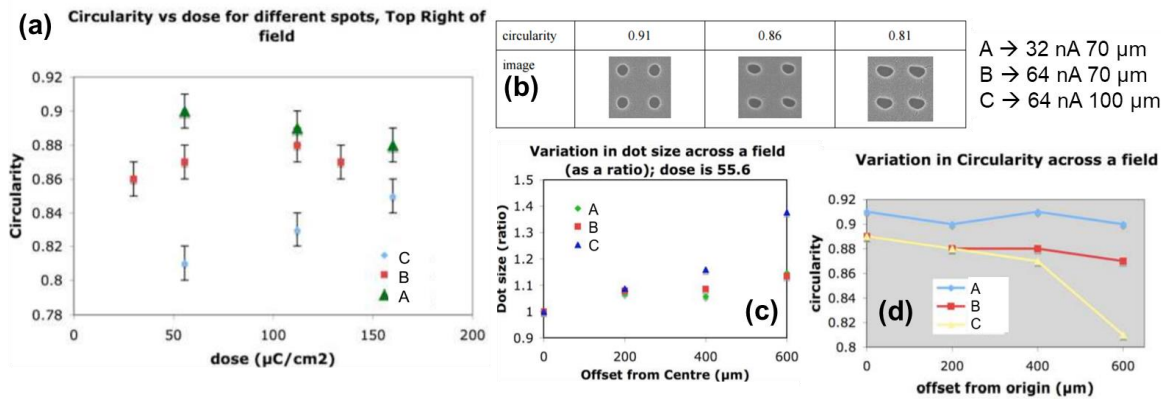 (a)
Circularity vs dose for different spots, Top Right of
field
Circularity
0.92
0.9
0.88
0.86
0.84
0.82
0.8
0.78
0
50
100
150
200
dose (µC/cm2)
C
B
A
circularity 0.91 0.86 0.81
image
(b)
A → 32 nA 70 µm
B → 64 nA 70 µm
C → 64 nA 100 µm
Variation in dot size across a field
(as a ratio); dose is 55.6
Dot size (ratio)
1.5
1.4
1.3
1.2
1.1
1
0.9
A
B
C
(c)
0 200 400 600
Offset from Centre (µm)
Variation in Circularity across a field
circularity
0.92
0.9
0.88
0.86
0.84
0.82
0.8
A
B
C
(d)
0 200 400 600
offset from origin (µm)